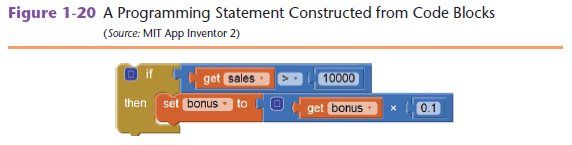 Figure 1-20 A Programming Statement Constructed from Code Blocks
(Source: MIT App Inventor 2)
if get sales > 10000
then set bonus to get bonus × 0.1